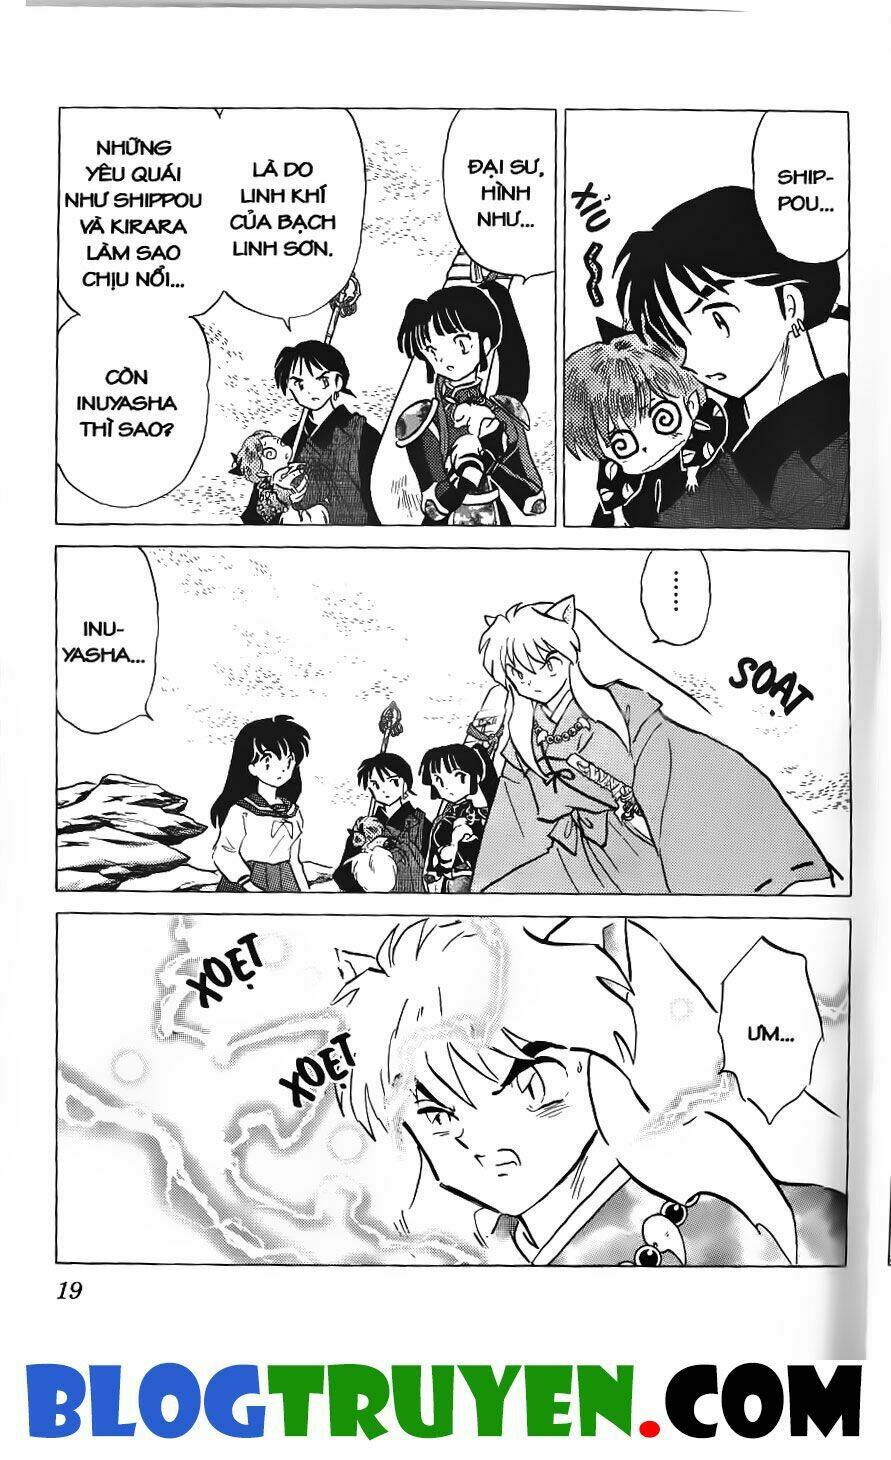 SHIP-
POU...
XỈU
ĐẠI SƯ,
HÌNH
NHƯ...
LÀ DO
LINH KHÍ
CỦA BẠCH
LINH SƠN.
NHỮNG
YÊU QUÁI
NHƯ SHIPPOU
VÀ KIRARA
LÀM SAO
CHỊU NỔI...
CÒN
INUYASHA
THÌ SAO?
........
SOẠT
INU-
YASHA...
ƯM...
XOẸT
XOẸT
19
BLOGTRUYEN.COM